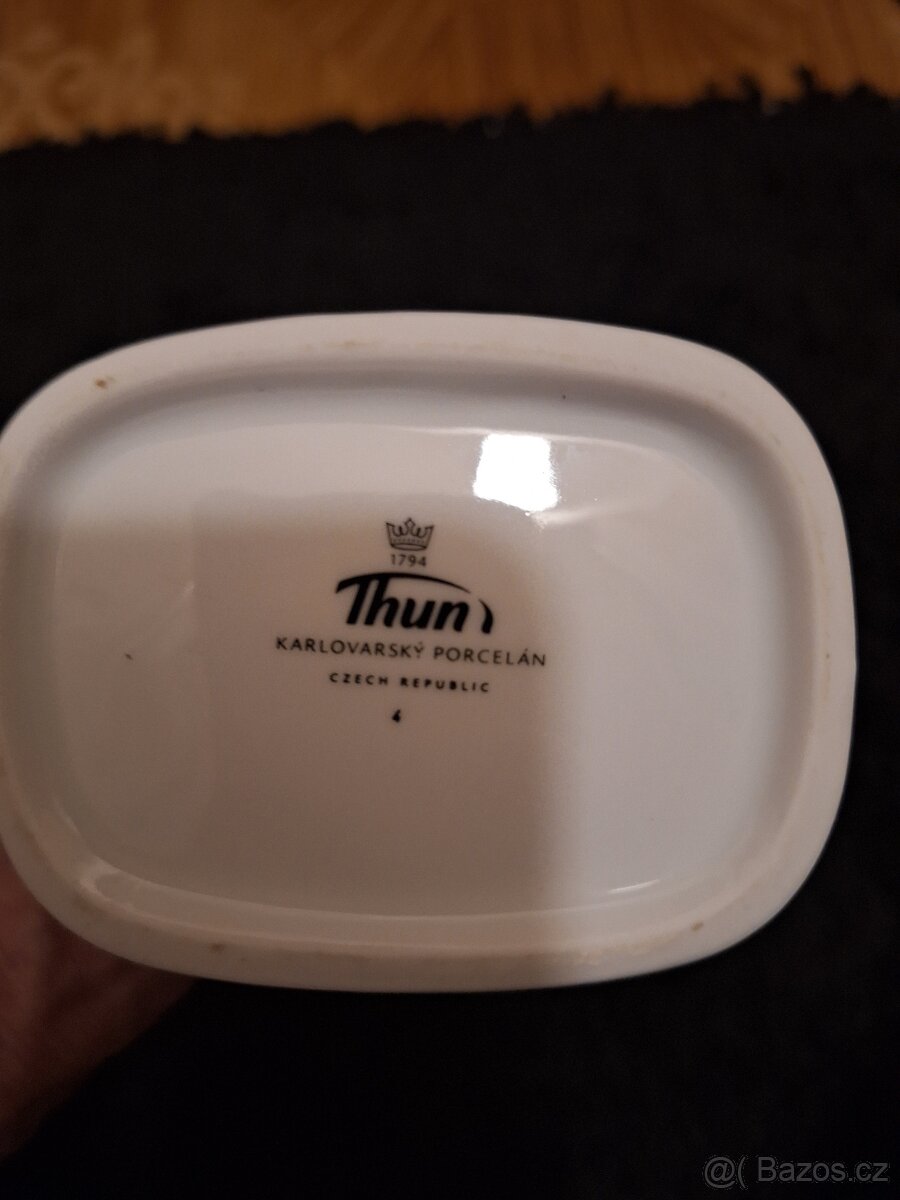 1794
Thun
KARLOVARSKÝ PORCELÁN
CZECH REPUBLIC
4
@( Bazos.cz